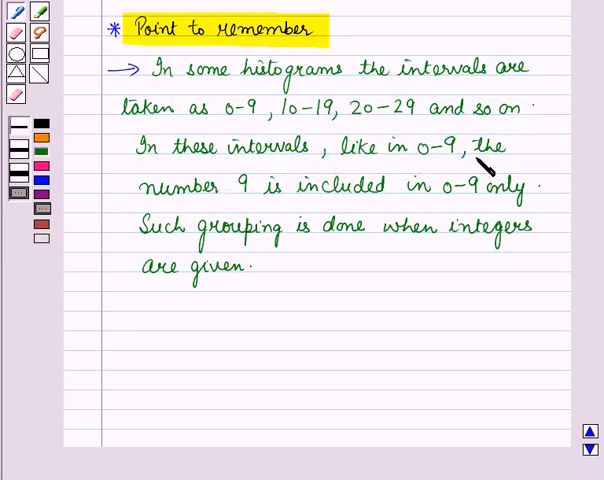 * Point to remember
→ In some histograms the intervals are
taken as 0-9, 10-19, 20-29 and so on.
In these intervals, like in 0-9, the
number 9 is included in 0-9 only.
Such grouping is done when integers
are given.